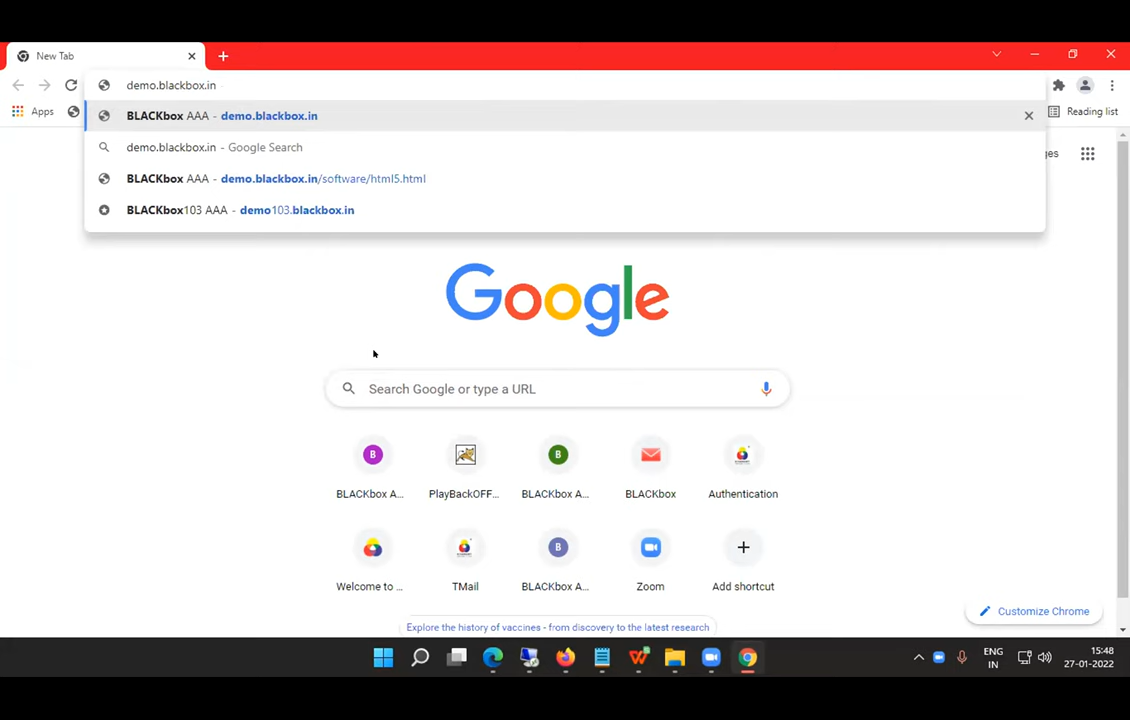 New Tab
demo.blackbox.in
Apps
Reading list
BLACKbox AAA - demo.blackbox.in
demo.blackbox.in - Google Search
BLACKbox AAA - demo.blackbox.in/software/html5.html
BLACKbox103 AAA - demo103.blackbox.in
Google
Search Google or type a URL
B
B
BLACKbox A...
PlayBackOFF...
BLACKbox A...
BLACKbox
Authentication
B
Welcome to ...
TMail
BLACKbox A...
Zoom
Add shortcut
Customize Chrome
Explore the history of vaccines - from discovery to the latest research
ENG
IN
15:48
27-01-2022